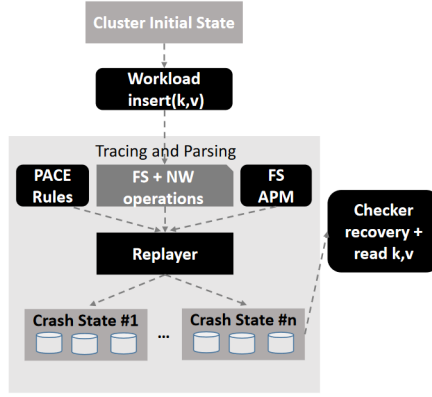 Cluster Initial State
Workload
insert(k,v)
Tracing and Parsing
PACE
Rules
FS + NW
operations
FS
APM
Checker
recovery +
read k,v
Replayer
Crash State #1
...
Crash State #n